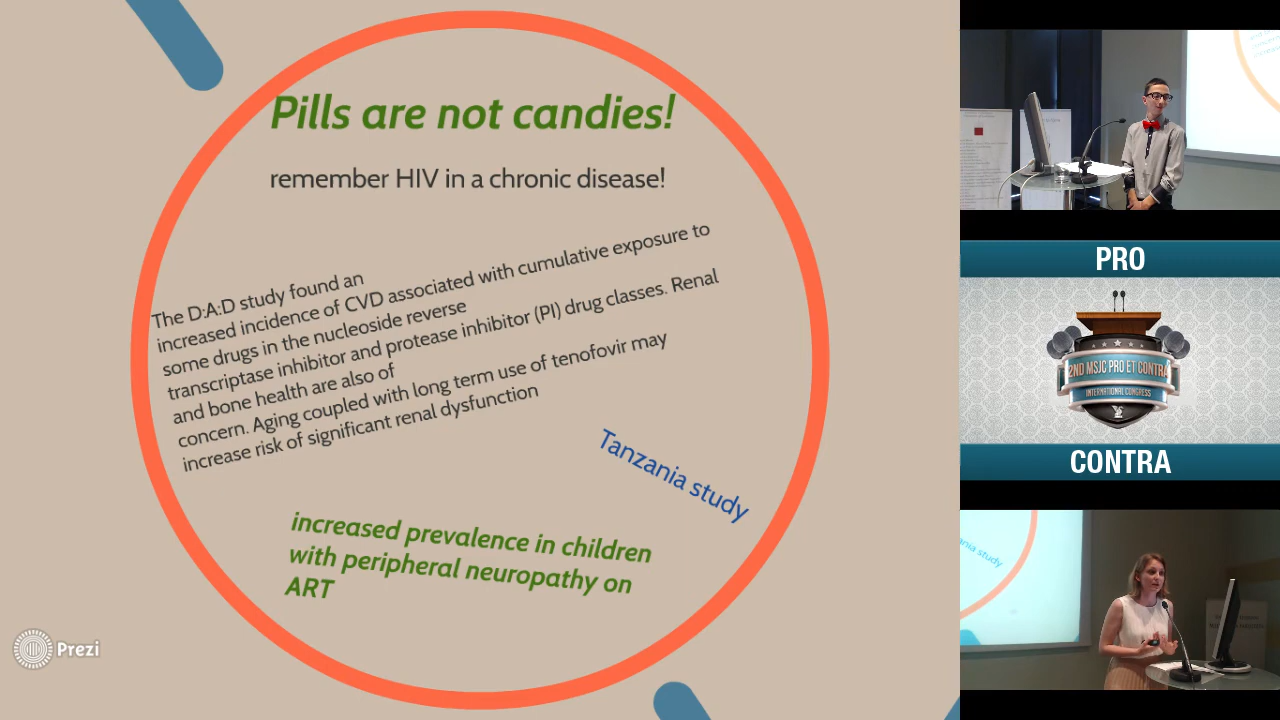 Pills are not candies!
remember HIV in a chronic disease!
The D:A:D study found an
increased incidence of CVD associated with cumulative exposure to
some drugs in the nucleoside reverse
transcriptase inhibitor and protease inhibitor (PI) drug classes. Renal
and bone health are also of
concern. Aging coupled with long term use of tenofovir may
increase risk of significant renal dysfunction
Tanzania study
increased prevalence in children
with peripheral neuropathy on
ART
Prezi
PRO
2ND MSJC PRO ET CONTRA
INTERNATIONAL CONGRESS
CONTRA
nia study